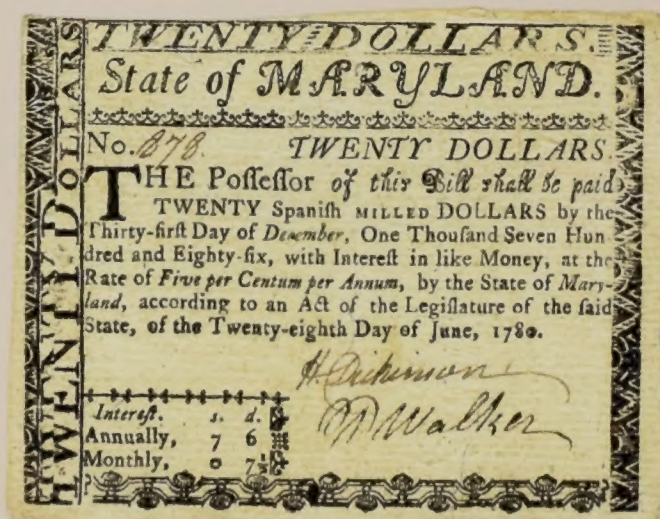 TWENTY DOLLARS.
TWENTY DOLLARS
State of MARYLAND.
No. 878. TWENTY DOLLARS.
THE Poſſeſſor of this Bill shall be paid
TWENTY Spaniſh MILLED DOLLARS by the
Thirty-firſt Day of December, One Thouſand Seven Hun
dred and Eighty-ſix, with Intereſt in like Money, at the
Rate of Five per Centum per Annum, by the State of Mary-
land, according to an Act of the Legiſlature of the ſaid
State, of the Twenty-eighth Day of June, 1780.
H. Dickinson
Walker
Intereſt. s. d.
Annually, 7 6
Monthly, 0 7½